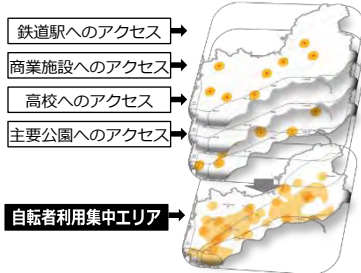 鉄道駅へのアクセス
商業施設へのアクセス
高校へのアクセス
主要公園へのアクセス
自転者利用集中エリア